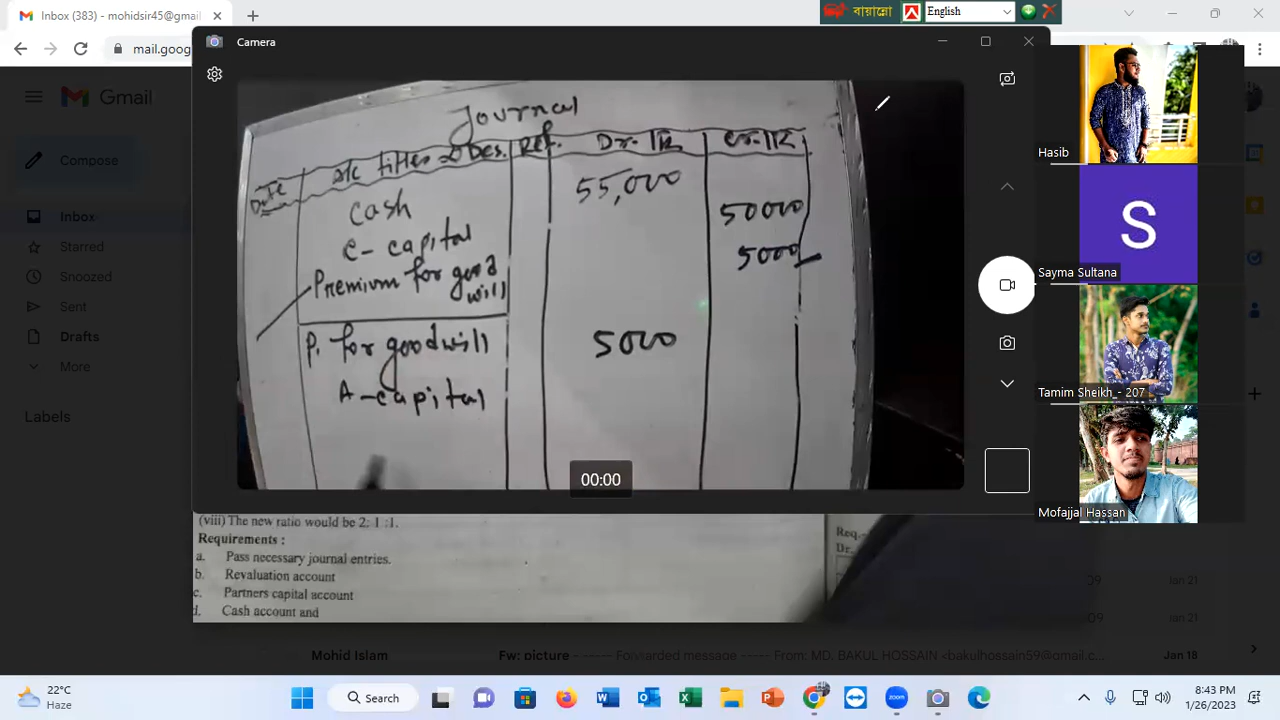 Inbox (383) - mohidul15f@gmail.
বায়ান্নো
English
mail.goog
Camera
Gmail
Compose
Inbox
Starred
Snoozed
Sent
Drafts
More
Labels
Journal
Date
A/c titles & Des.
Ref.
Dr. TK
Cr. TK
Cash
55,000
C-capital
50000
Premium for good
will
5000
P. for goodwill
5000
A-capital
00:00
Hasib
S
Sayma Sultana
Tamim Sheikh_- 207
Mofajjal Hassan
(viii) The new ratio would be 2: 1 :1.
Requirements :
a. Pass necessary journal entries.
b. Revaluation account
c. Partners capital account
d. Cash account and
Req.
Dr.
09
Jan 21
09
Jan 21
Mohid Islam
Fw: picture - ----- Forwarded message ----- From: MD. BAKUL HOSSAIN <bakulhossain59@gmail.c...
Jan 18
22°C
Haze
Search
zoom
8:43 PM
1/26/2023